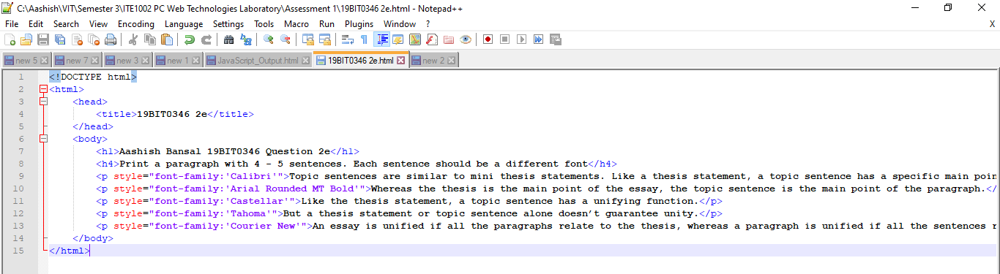 C:\Aashish\VIT\Semester 3\ITE1002 PC Web Technologies Laboratory\Assessment 1\19BIT0346 2e.html - Notepad++
File Edit Search View Encoding Language Settings Tools Macro Run Plugins Window ? X
new 5 new 7 new 3 new 1 JavaScript_Output.html 19BIT0346 2e.html new 2
1 <!DOCTYPE html>
2 <html>
3 <head>
4 <title>19BIT0346 2e</title>
5 </head>
6 <body>
7 <h1>Aashish Bansal 19BIT0346 Question 2e</h1>
8 <h4>Print a paragraph with 4 - 5 sentences. Each sentence should be a different font</h4>
9 <p style="font-family:'Calibri'">Topic sentences are similar to mini thesis statements. Like a thesis statement, a topic sentence has a specific main poin
10 <p style="font-family:'Arial Rounded MT Bold'">Whereas the thesis is the main point of the essay, the topic sentence is the main point of the paragraph.</
11 <p style="font-family:'Castellar'">Like the thesis statement, a topic sentence has a unifying function.</p>
12 <p style="font-family:'Tahoma'">But a thesis statement or topic sentence alone doesn’t guarantee unity.</p>
13 <p style="font-family:'Courier New'">An essay is unified if all the paragraphs relate to the thesis, whereas a paragraph is unified if all the sentences r
14 </body>
15 </html>